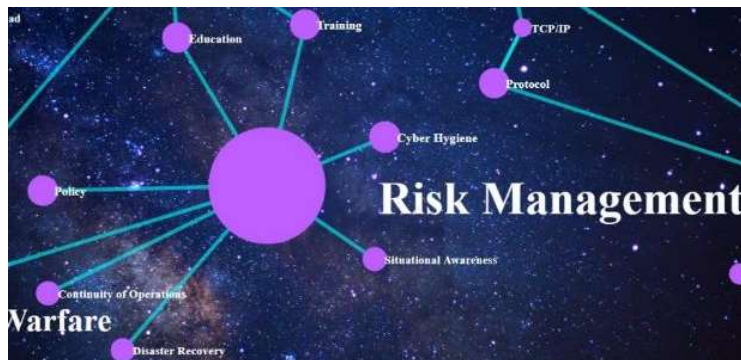 ad
Education
Training
TCP/IP
Protocol
Cyber Hygiene
Policy
Risk Management
Situational Awareness
Continuity of Operations
Warfare
Disaster Recovery